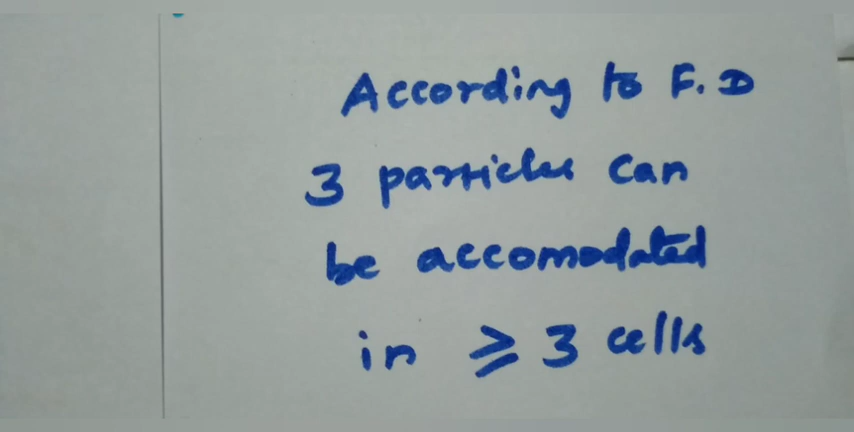 According to F.D
3 particles can
be accomodated
in ≥ 3 cells